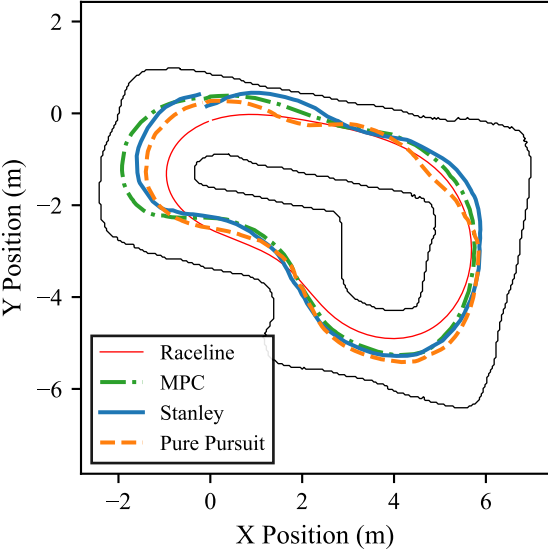 2
0
−2
−4
−6
Y Position (m)
Raceline
MPC
Stanley
Pure Pursuit
−2 0 2 4 6
X Position (m)